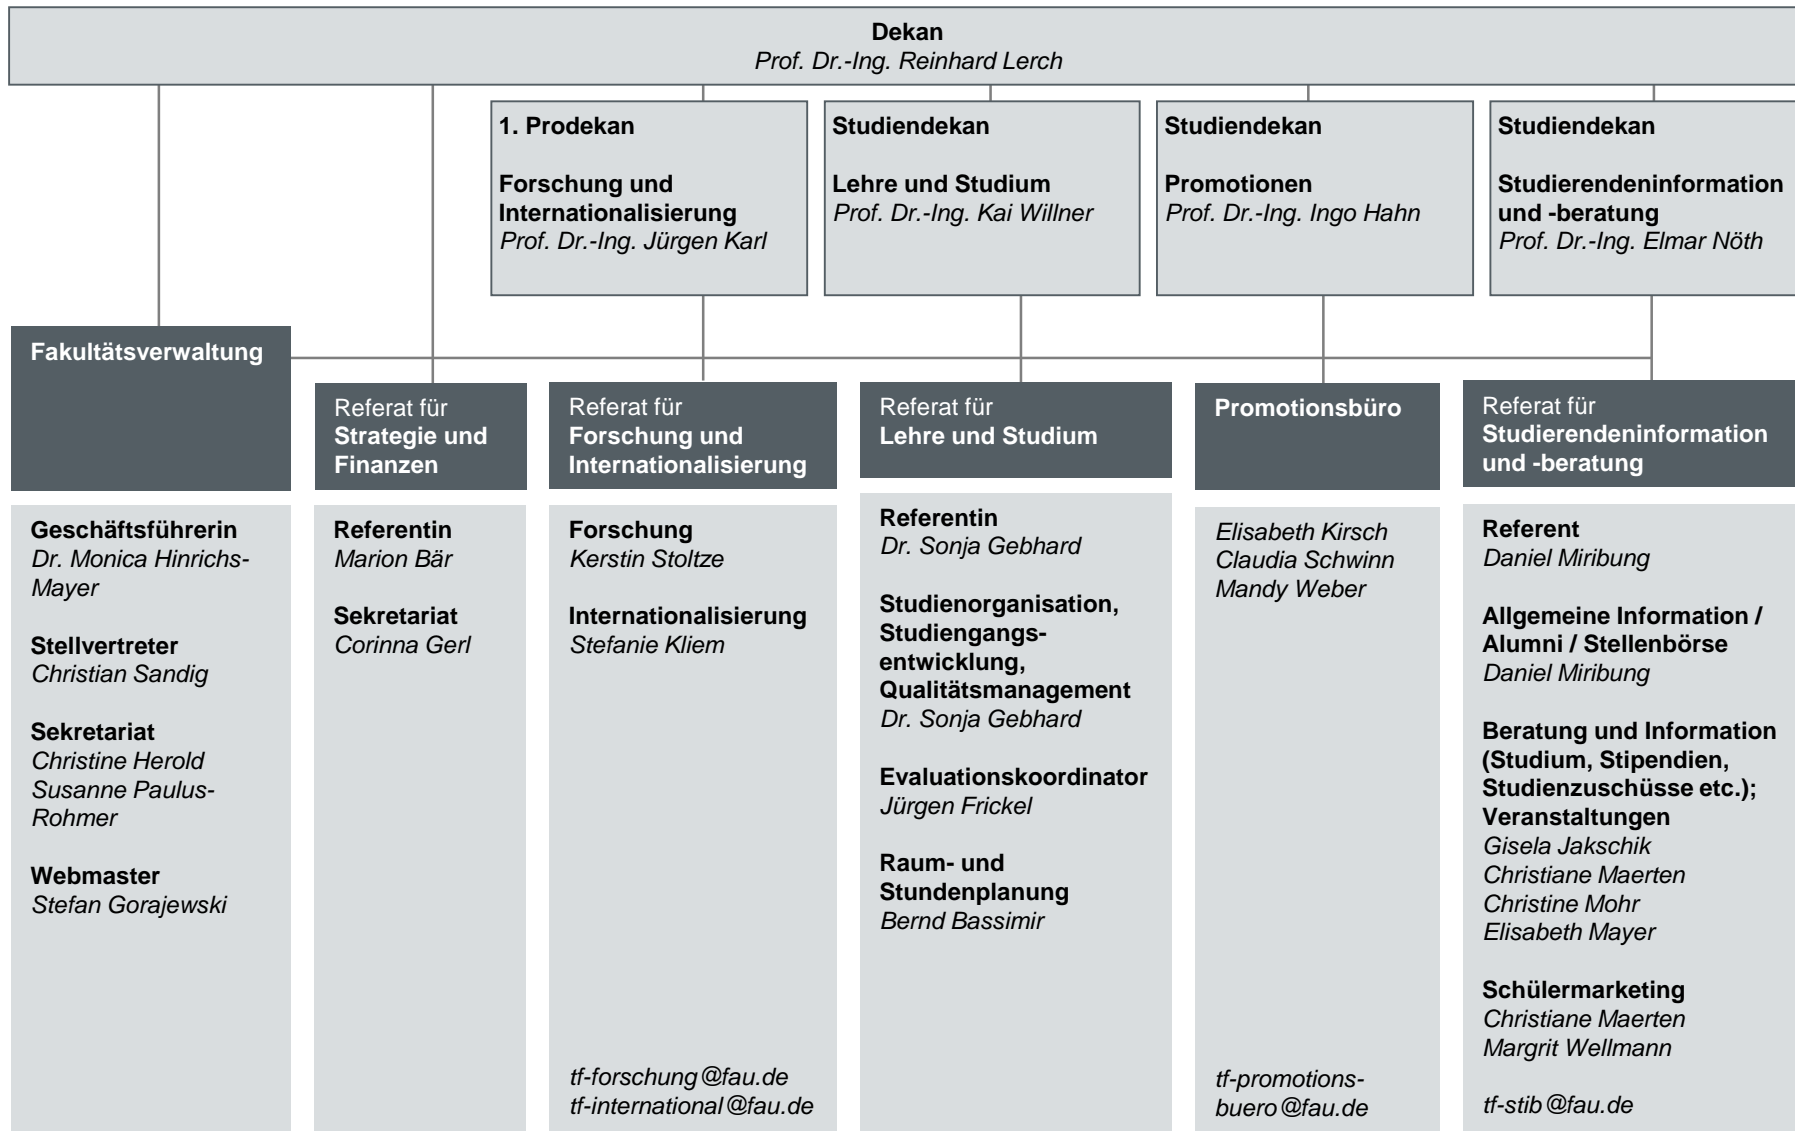 Dekan
Prof. Dr.-Ing. Reinhard Lerch
1. Prodekan
Forschung und
Internationalisierung
Prof. Dr.-Ing. Jürgen Karl
Studiendekan
Lehre und Studium
Prof. Dr.-Ing. Kai Willner
Studiendekan
Promotionen
Prof. Dr.-Ing. Ingo Hahn
Studiendekan
Studierendeninformation
und -beratung
Prof. Dr.-Ing. Elmar Nöth
Fakultätsverwaltung
Geschäftsführerin
Dr. Monica Hinrichs-
Mayer
Stellvertreter
Christian Sandig
Sekretariat
Christine Herold
Susanne Paulus-
Rohmer
Webmaster
Stefan Gorajewski
Referat für
Strategie und
Finanzen
Referentin
Marion Bär
Sekretariat
Corinna Gerl
Referat für
Forschung und
Internationalisierung
Forschung
Kerstin Stoltze
Internationalisierung
Stefanie Kliem
tf-forschung@fau.de
tf-international@fau.de
Referat für
Lehre und Studium
Referentin
Dr. Sonja Gebhard
Studienorganisation,
Studiengangs-
entwicklung,
Qualitätsmanagement
Dr. Sonja Gebhard
Evaluationskoordinator
Jürgen Frickel
Raum- und
Stundenplanung
Bernd Bassimir
Promotionsbüro
Elisabeth Kirsch
Claudia Schwinn
Mandy Weber
tf-promotions-
buero@fau.de
Referat für
Studierendeninformation
und -beratung
Referent
Daniel Miribung
Allgemeine Information /
Alumni / Stellenbörse
Daniel Miribung
Beratung und Information
(Studium, Stipendien,
Studienzuschüsse etc.);
Veranstaltungen
Gisela Jakschik
Christiane Maerten
Christine Mohr
Elisabeth Mayer
Schülermarketing
Christiane Maerten
Margrit Wellmann
tf-stib@fau.de